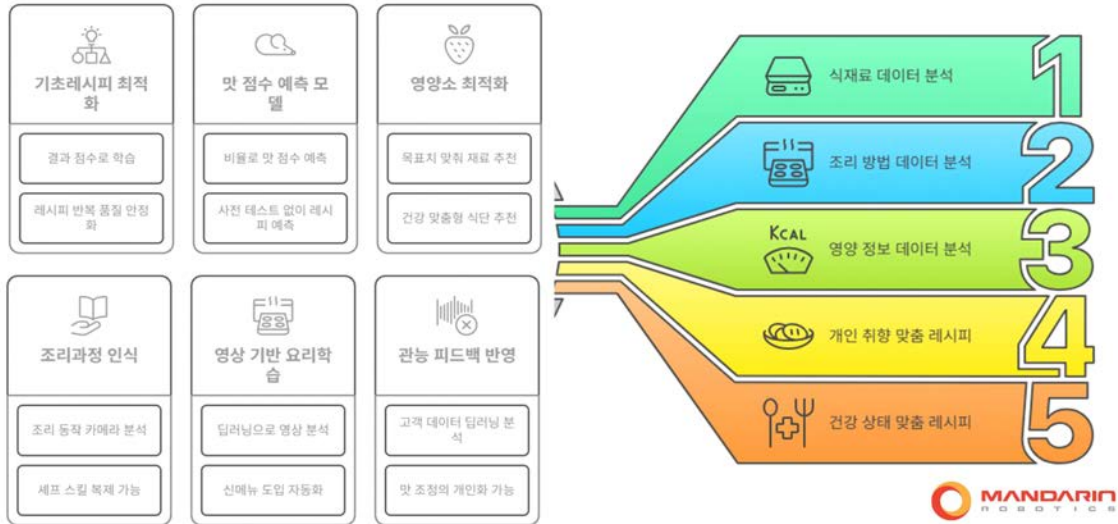 기초레시피 최적
화
결과 점수로 학습
레시피 반복 품질 안정
화
맛 점수 예측 모
델
비율로 맛 점수 예측
사전 테스트 없이 레시
피 예측
영양소 최적화
목표치 맞춰 재료 추천
건강 맞춤형 식단 추천
조리과정 인식
조리 동작 카메라 분석
셰프 스킬 복제 가능
영상 기반 요리학
습
딥러닝으로 영상 분석
신메뉴 도입 자동화
관능 피드백 반영
고객 데이터 딥러닝 분
석
맛 조정의 개인화 가능
식재료 데이터 분석
1
조리 방법 데이터 분석
2
KCAL
영양 정보 데이터 분석
3
개인 취향 맞춤 레시피
4
건강 상태 맞춤 레시피
5
MANDARIN
ROBOTICS